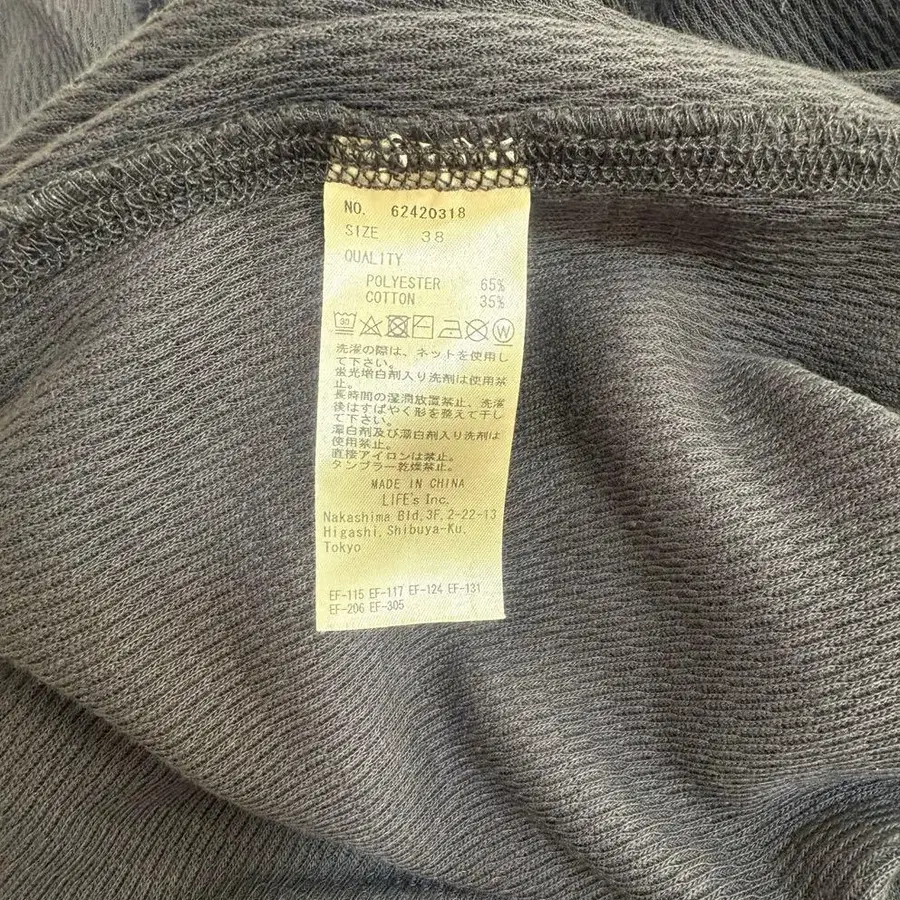 NO. 62420318
SIZE 38
QUALITY
POLYESTER 65%
COTTON 35%
30 W
洗濯の際は、ネットを使用し
て下さい。
蛍光増白剤入り洗剤は使用禁
止。
長時間の湿潤放置禁止、洗濯
後はすばやく形を整えて干し
て下さい。
漂白剤及び漂白剤入り洗剤は
使用禁止。
直接アイロンは禁止。
タンブラー乾燥禁止。
MADE IN CHINA
LIFE's Inc.
Nakashima Bld.3F, 2-22-13
Higashi, Shibuya-Ku,
Tokyo
EF-115 EF-117 EF-124 EF-131
EF-206 EF-305